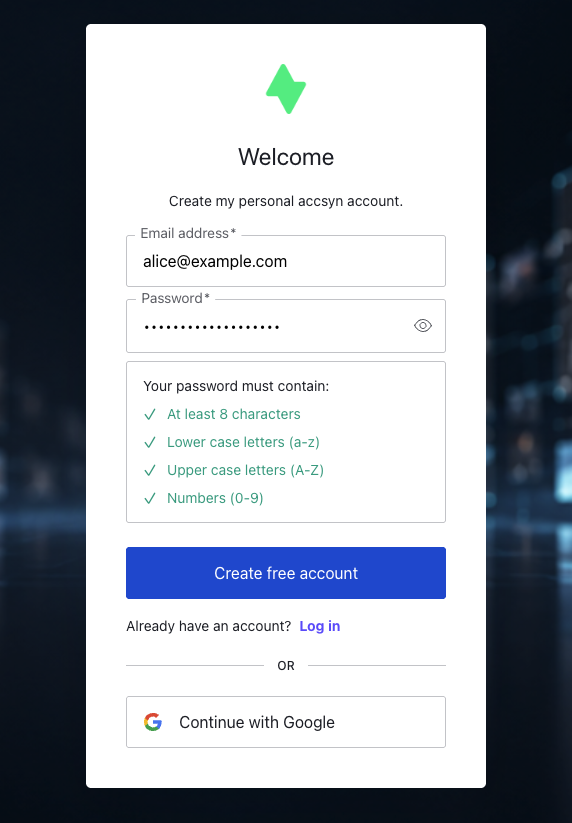 Welcome
Create my personal accsyn account.
Email address*
alice@example.com
Password*
•••••••••••••••••••
Your password must contain:
At least 8 characters
Lower case letters (a-z)
Upper case letters (A-Z)
Numbers (0-9)
Create free account
Already have an account? Log in
OR
Continue with Google